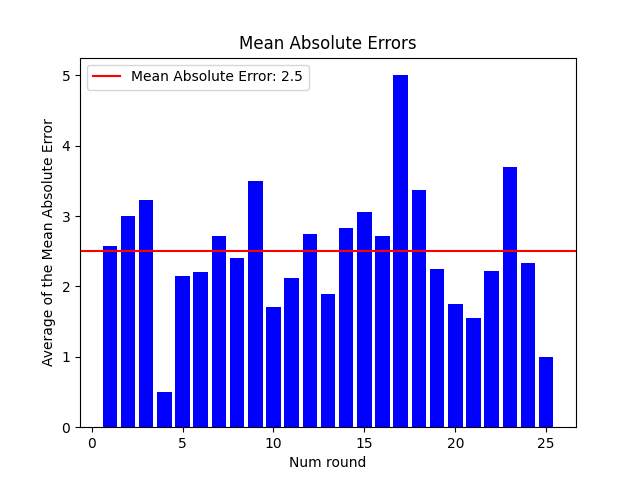 Mean Absolute Errors
Mean Absolute Error: 2.5
Average of the Mean Absolute Error
5
4
3
2
1
0
0 5 10 15 20 25
Num round